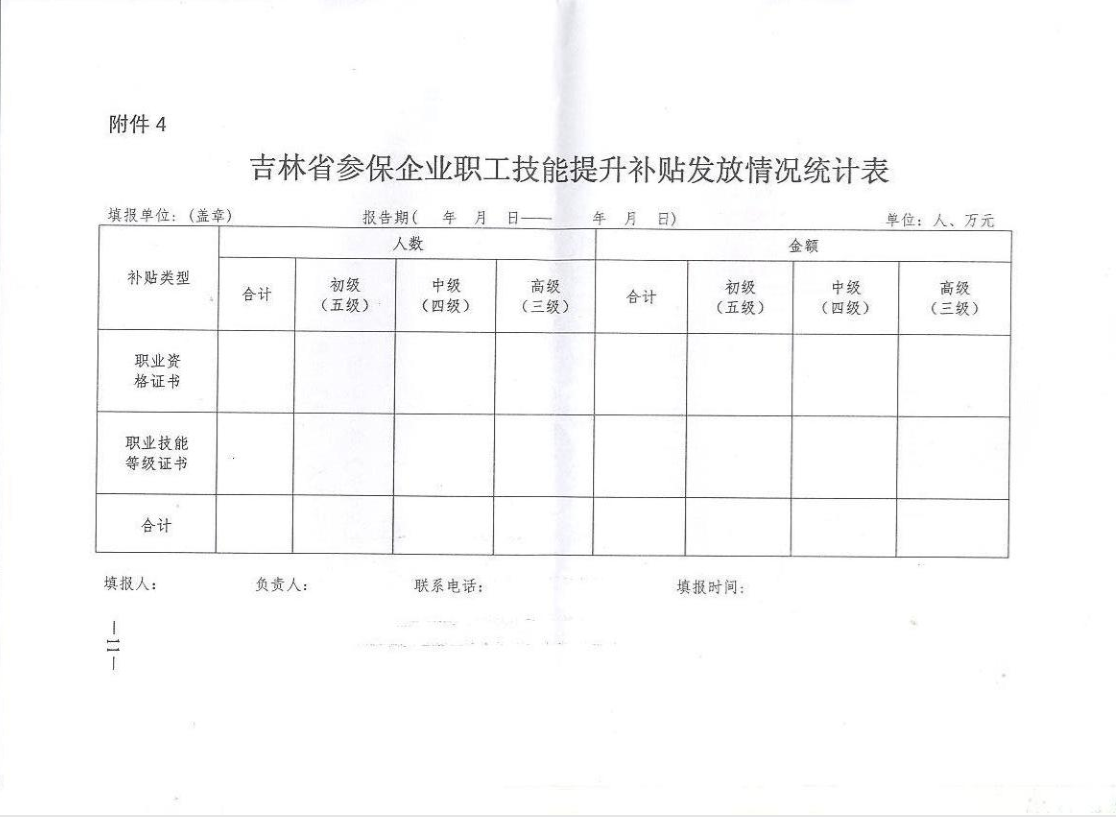 附件 4
吉林省参保企业职工技能提升补贴发放情况统计表
填报单位：（盖章） 报告期（ 年 月 日—— 年 月 日） 单位：人、万元
补贴类型 人数 金额
合计 初级（五级） 中级（四级） 高级（三级） 合计 初级（五级） 中级（四级） 高级（三级）
职业资
格证书
职业技能
等级证书
合计
填报人： 负责人： 联系电话： 填报时间：
— 11 —